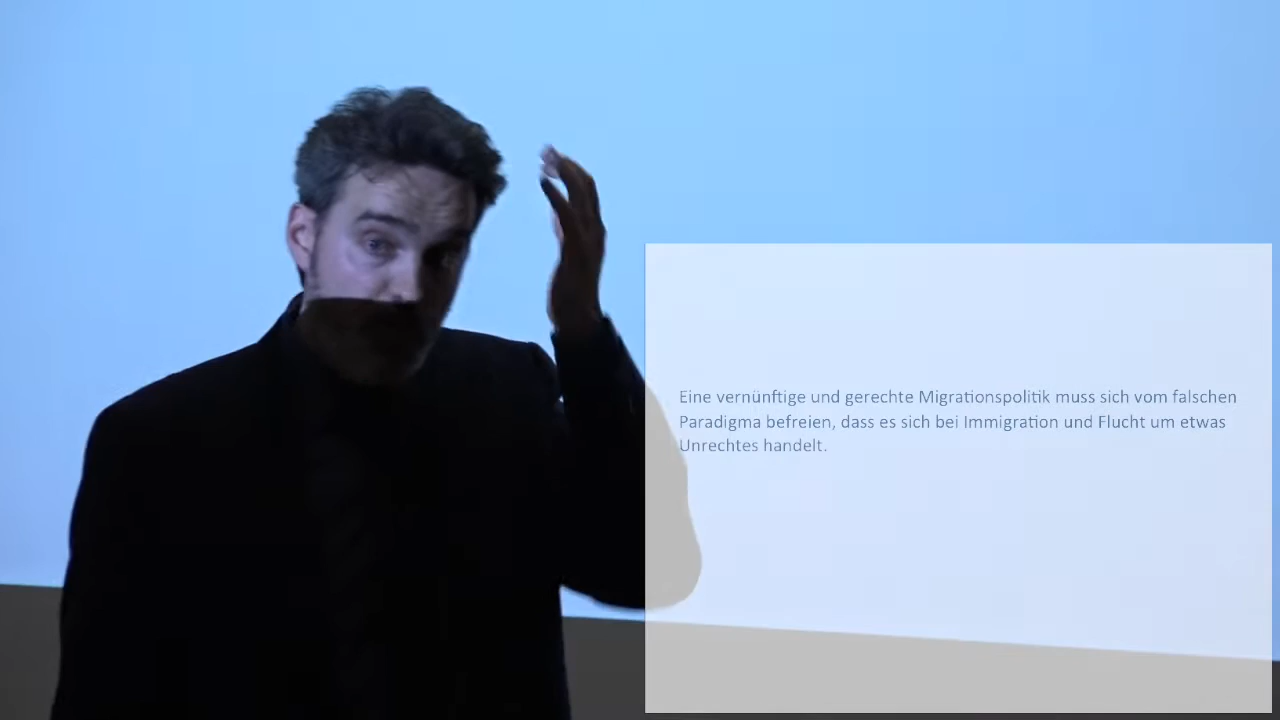 Eine vernünftige und gerechte Migrationspolitik muss sich vom falschen
Paradigma befreien, dass es sich bei Immigration und Flucht um etwas
Unrechtes handelt.